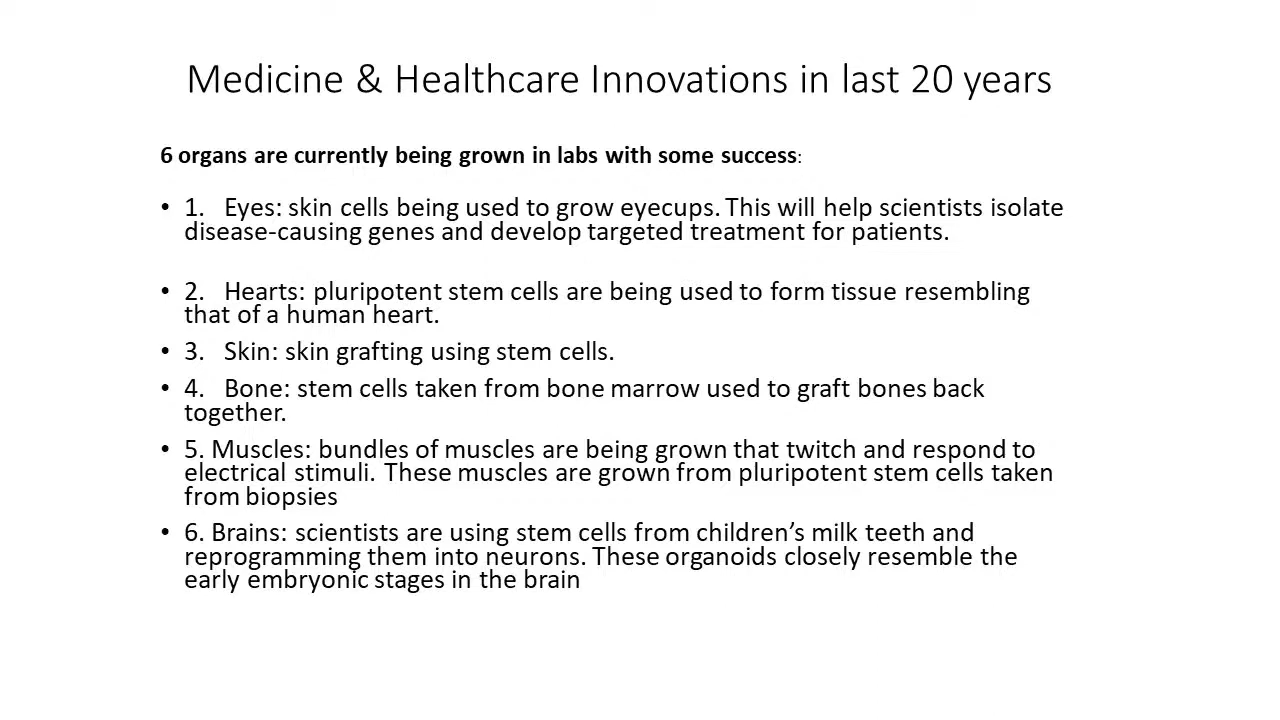 Medicine & Healthcare Innovations in last 20 years
6 organs are currently being grown in labs with some success:
• 1. Eyes: skin cells being used to grow eyecups. This will help scientists isolate
disease-causing genes and develop targeted treatment for patients.
• 2. Hearts: pluripotent stem cells are being used to form tissue resembling
that of a human heart.
• 3. Skin: skin grafting using stem cells.
• 4. Bone: stem cells taken from bone marrow used to graft bones back
together.
• 5. Muscles: bundles of muscles are being grown that twitch and respond to
electrical stimuli. These muscles are grown from pluripotent stem cells taken
from biopsies
• 6. Brains: scientists are using stem cells from children’s milk teeth and
reprogramming them into neurons. These organoids closely resemble the
early embryonic stages in the brain